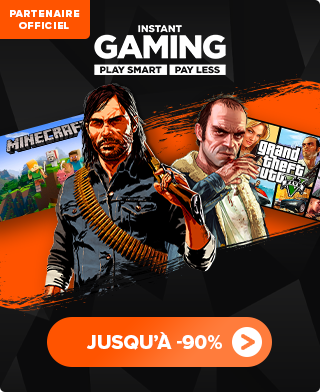 PARTENAIRE
OFFICIEL
INSTANT
GAMING
PLAY SMART PAY LESS
MINECRAFT
grand
theft
auto
V
JUSQU'À -90%